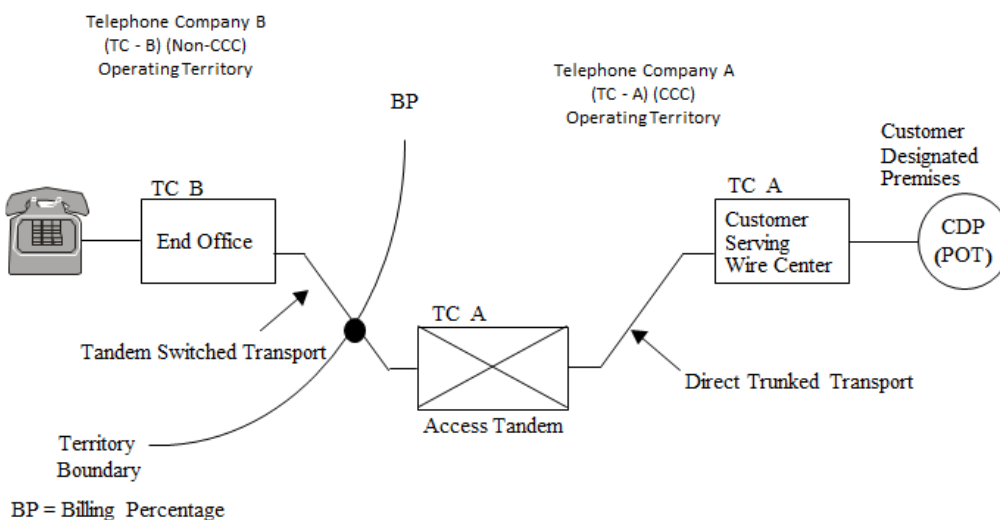 Telephone Company B
(TC - B) (Non-CCC)
Operating Territory
Telephone Company A
(TC - A) (CCC)
Operating Territory
BP
Customer
Designated
Premises
TC B
End Office
TC A
Customer
Serving
Wire Center
CDP
(POT)
TC A
Tandem Switched Transport
Direct Trunked Transport
Access Tandem
Territory
Boundary
BP = Billing Percentage